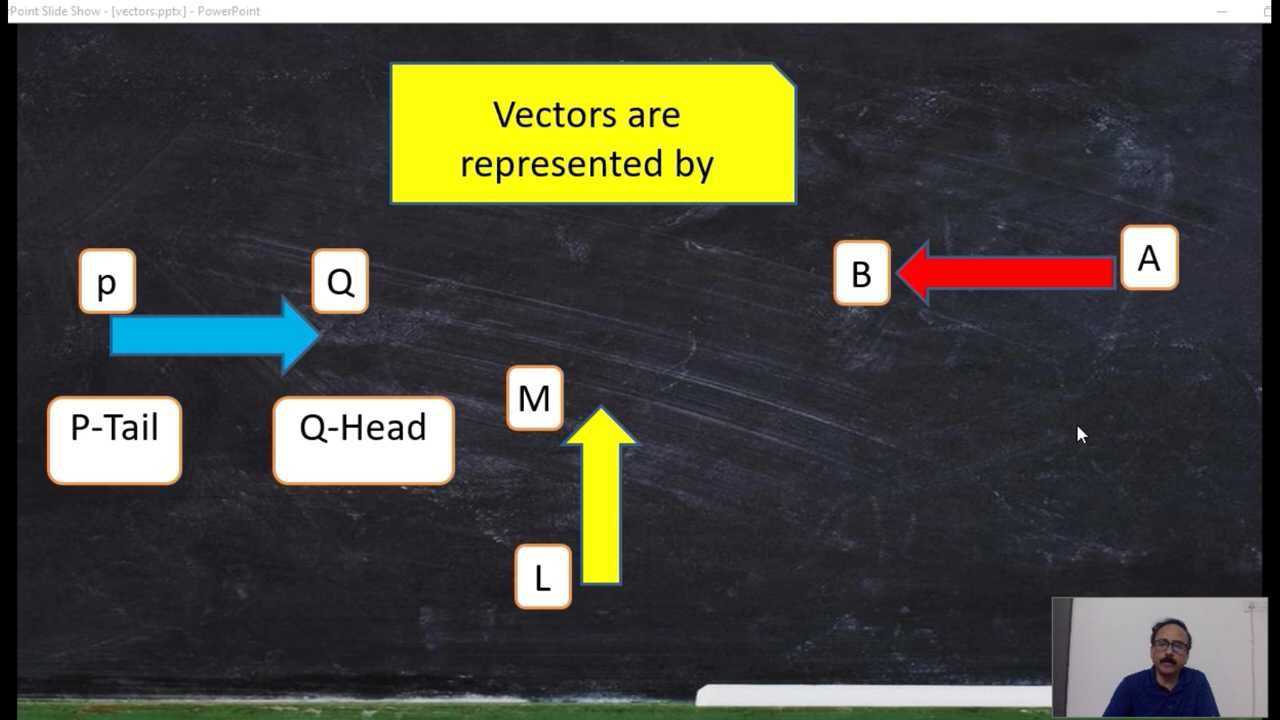 Point Slide Show - [vectors.pptx] - PowerPoint
Vectors are
represented by
p
Q
B
A
P-Tail
Q-Head
M
L